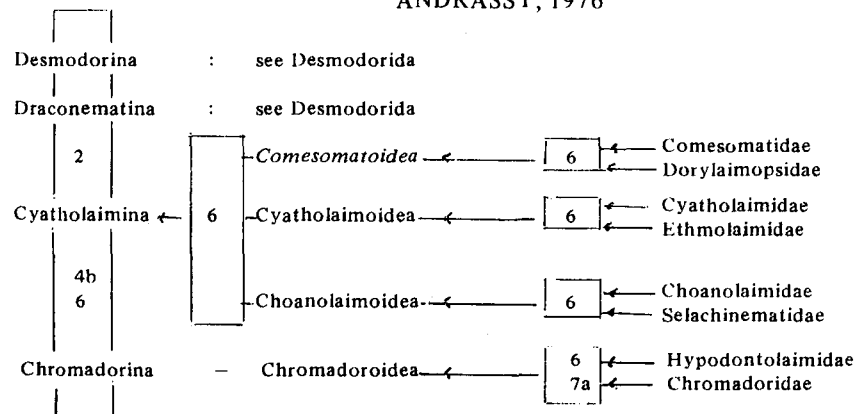 ANDRÁSSY, 1976
Desmodorina : see Desmodorida
Draconematina : see Desmodorida
2 Comesomatoidea 6 Comesomatidae
Dorylaimopsidae
Cyatholaimina 6 Cyatholaimoidea 6 Cyatholaimidae
Ethmolaimidae
4b
6 Choanolaimoidea 6 Choanolaimidae
Selachinematidae
Chromadorina – Chromadoroidea 6 Hypodontolaimidae
7a Chromadoridae